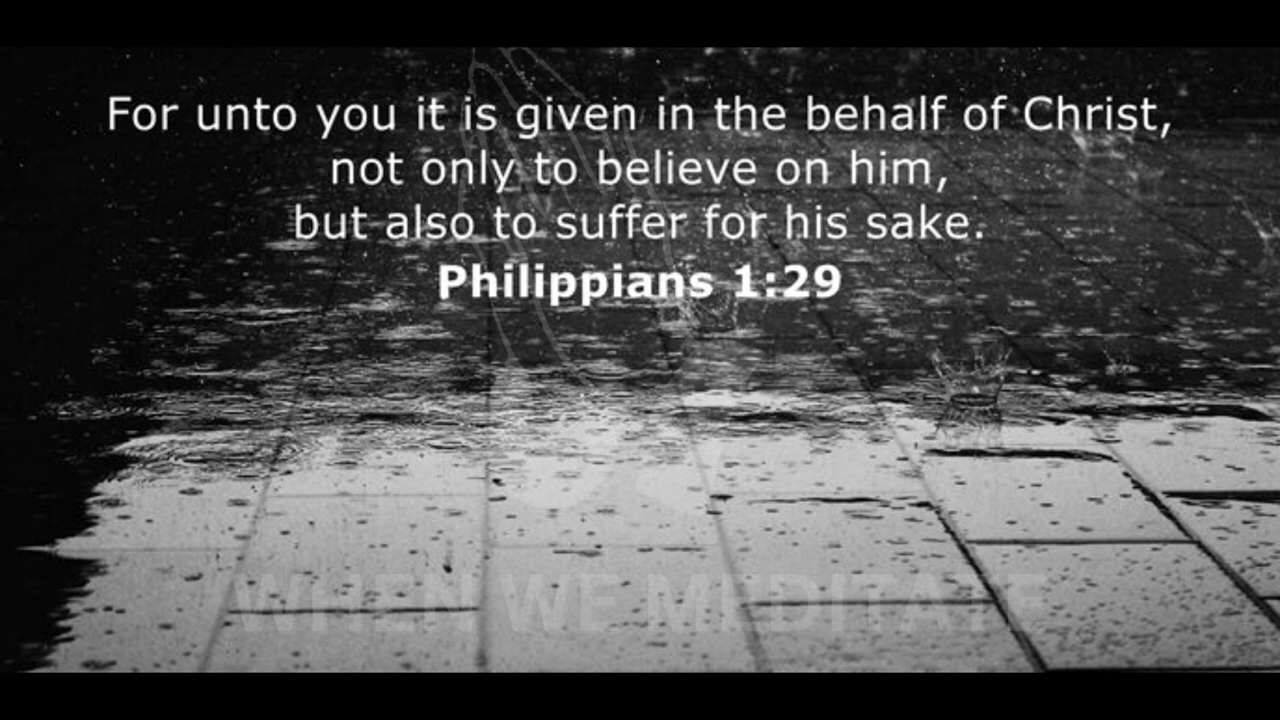 For unto you it is given in the behalf of Christ,
not only to believe on him,
but also to suffer for his sake.
Philippians 1:29
WHEN WE MEDITATE